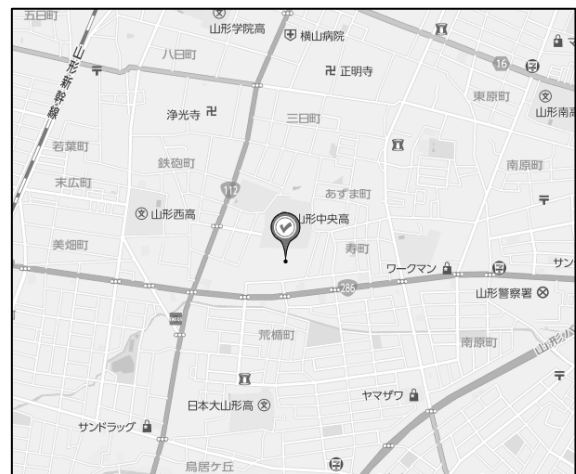 五日町
山形学院高
横山病院
八日町
正明寺
16
山形新幹線
東原町
山形南高
浄光寺
三日町
若葉町
鉄砲町
南原町
末広町
112
あずま町
山形西高
山形中央高
美畑町
寿町
ワークマン
サン
286
山形警察署
荒楯町
南原町
ヤマザワ
日本大山形高
サンドラッグ
鳥居ケ丘